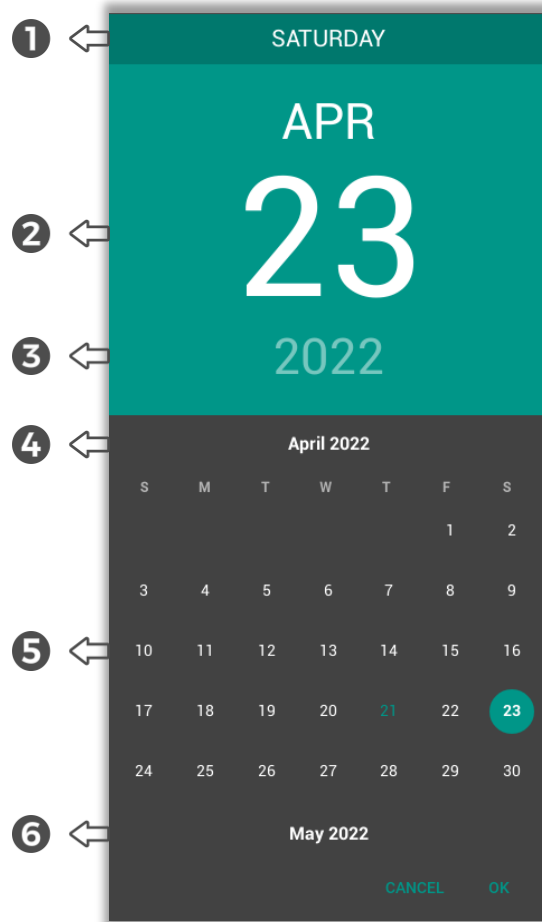 1 SATURDAY
APR
2 23
3 2022
4 April 2022
S M T W T F S
1 2
3 4 5 6 7 8 9
5 10 11 12 13 14 15 16
17 18 19 20 21 22 23
24 25 26 27 28 29 30
6 May 2022
CANCEL OK